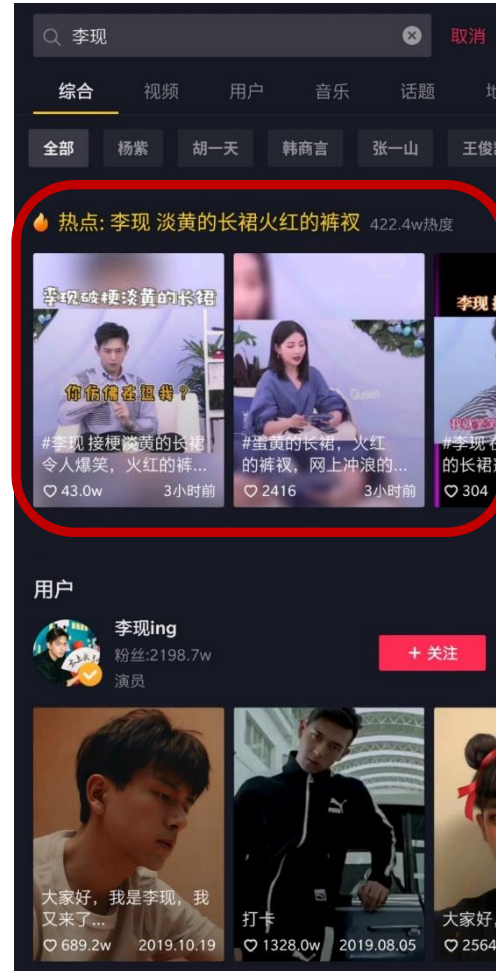 李现
取消
综合 视频 用户 音乐 话题
全部 杨紫 胡一天 韩商言 张一山 王俊
热点: 李现 淡黄的长裙火红的裤衩 422.4w热度
李现破梗淡黄的长裙
你仿佛在逗我?
#李现 接梗淡黄的长裙
令人爆笑，火红的裤...
43.0w 3小时前
Queen
#蛋黄的长裙，火红
的裤衩，网上冲浪的...
2416 3小时前
李现
#李现
的长裙
304
用户
李现ing
粉丝:2198.7w
演员
+ 关注
大家好，我是李现，我
又来了...
689.2w 2019.10.19
打卡
1328.0w 2019.08.05
大家好,
2564